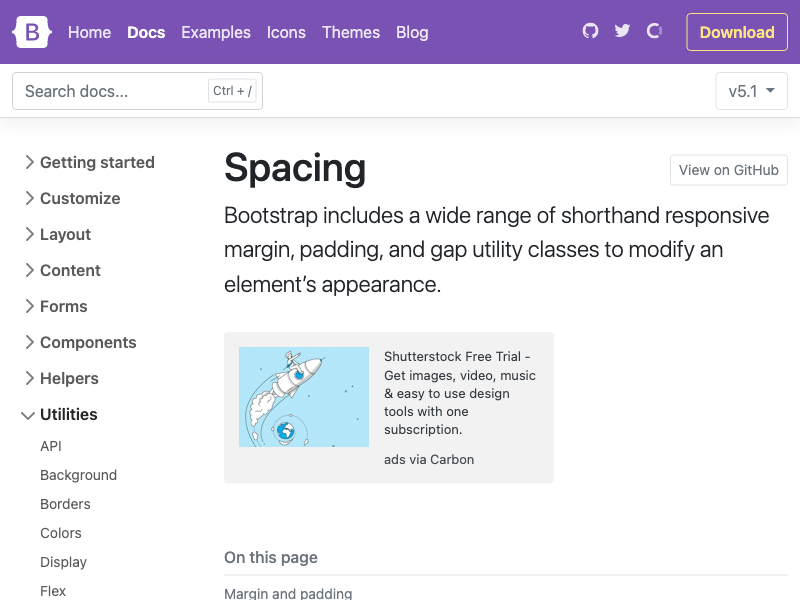 B
Home Docs Examples Icons Themes Blog Download
Search docs... Ctrl + / v5.1
Getting started
Customize
Layout
Content
Forms
Components
Helpers
Utilities
API
Background
Borders
Colors
Display
Flex
Spacing
View on GitHub
Bootstrap includes a wide range of shorthand responsive
margin, padding, and gap utility classes to modify an
element’s appearance.
Shutterstock Free Trial -
Get images, video, music
& easy to use design
tools with one
subscription.
ads via Carbon
On this page
Margin and padding